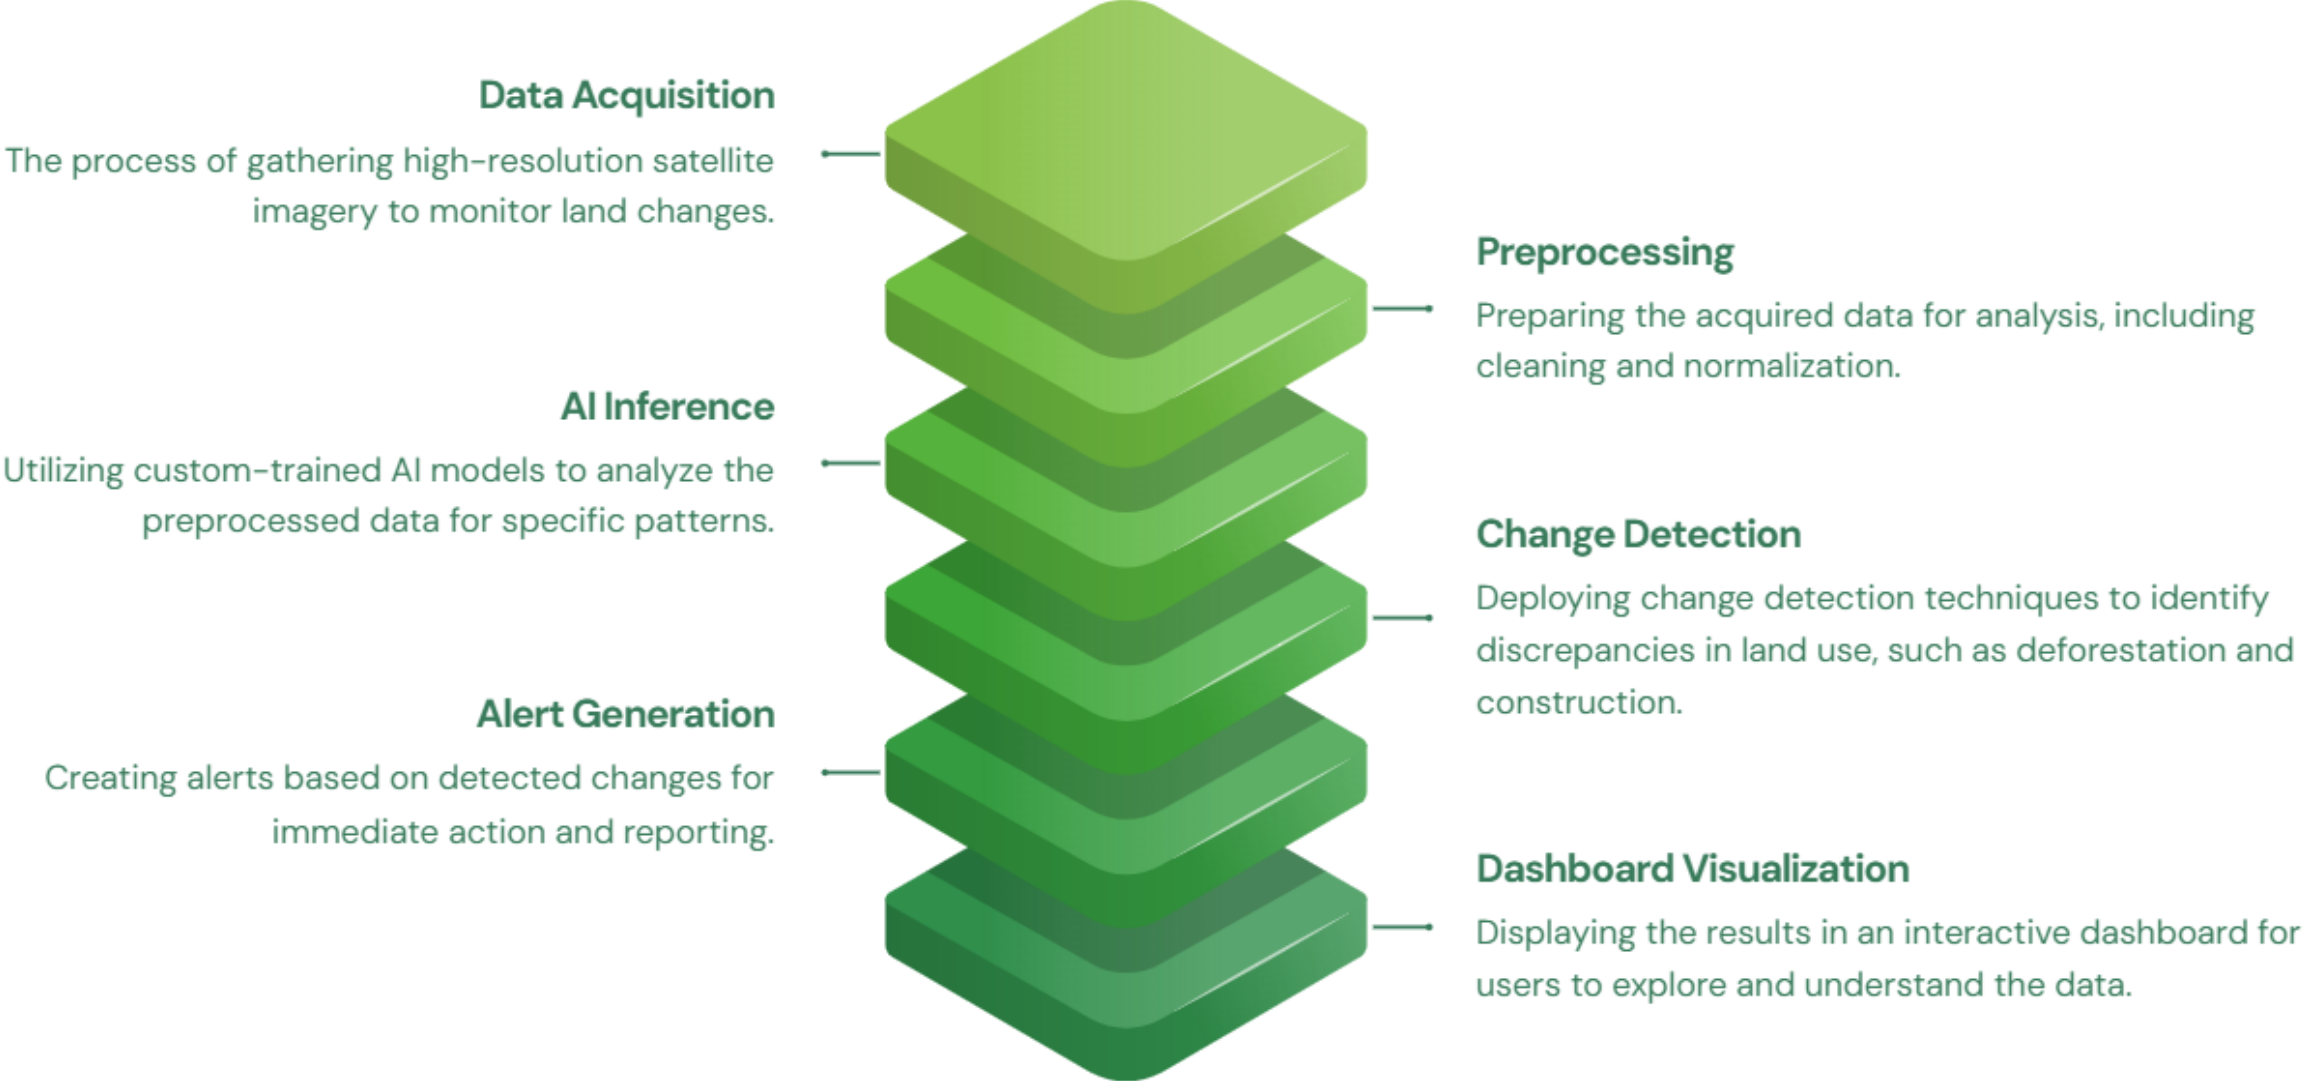 Data Acquisition
The process of gathering high-resolution satellite
imagery to monitor land changes.
Preprocessing
Preparing the acquired data for analysis, including
cleaning and normalization.
AI Inference
Utilizing custom-trained AI models to analyze the
preprocessed data for specific patterns.
Change Detection
Deploying change detection techniques to identify
discrepancies in land use, such as deforestation and
construction.
Alert Generation
Creating alerts based on detected changes for
immediate action and reporting.
Dashboard Visualization
Displaying the results in an interactive dashboard for
users to explore and understand the data.